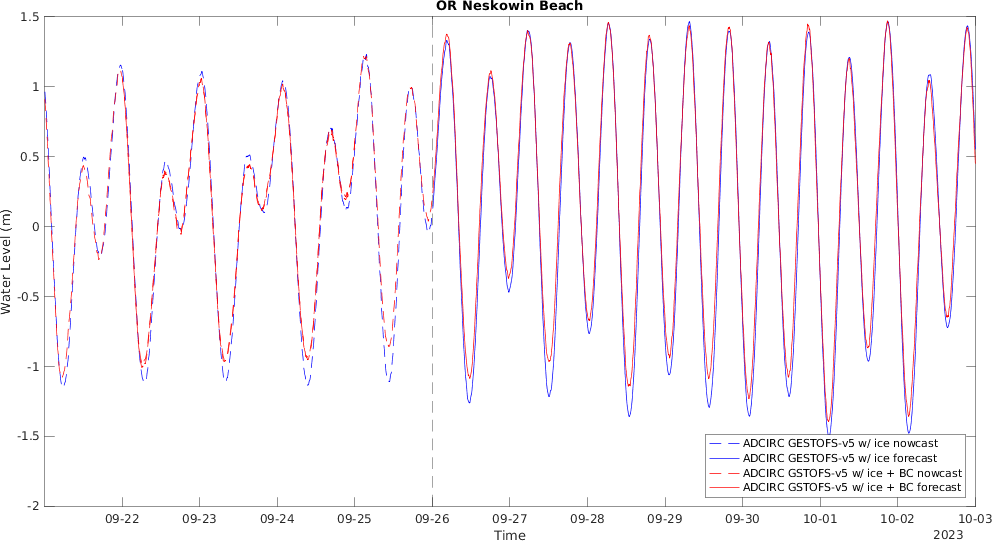 OR Neskowin Beach
1.5
1
0.5
0
-0.5
-1
-1.5
-2
Water Level (m)
09-22 09-23 09-24 09-25 09-26 09-27 09-28 09-29 09-30 10-01 10-02 10-03
Time
2023
ADCIRC GESTOFS-v5 w/ ice nowcast
ADCIRC GESTOFS-v5 w/ ice forecast
ADCIRC GSTOFS-v5 w/ ice + BC nowcast
ADCIRC GSTOFS-v5 w/ ice + BC forecast